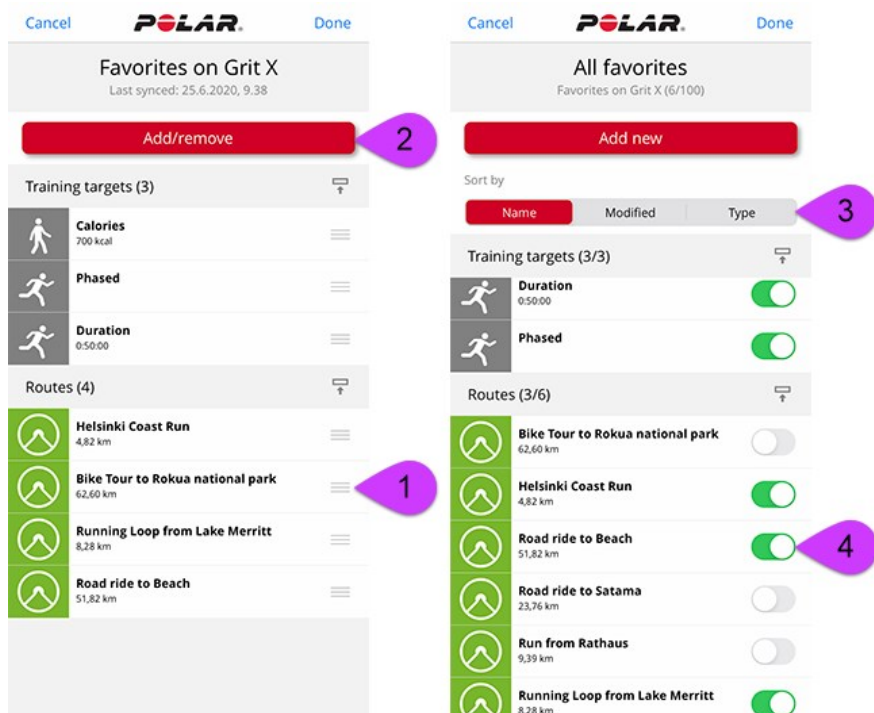 Cancel
POLAR.
Done
Favorites on Grit X
Last synced: 25.6.2020, 9.38
Add/remove
2
Training targets (3)
Calories
700 kcal
Phased
Duration
0:50:00
Routes (4)
Helsinki Coast Run
4,82 km
Bike Tour to Rokua national park
62,60 km
1
Running Loop from Lake Merritt
8,28 km
Road ride to Beach
51,82 km
Cancel
POLAR.
Done
All favorites
Favorites on Grit X (6/100)
Add new
Sort by
Name Modified Type
3
Training targets (3/3)
Duration
0:50:00
Phased
Routes (3/6)
Bike Tour to Rokua national park
62,60 km
Helsinki Coast Run
4,82 km
Road ride to Beach
51,82 km
4
Road ride to Satama
23,76 km
Run from Rathaus
9,39 km
Running Loop from Lake Merritt
8,28 km